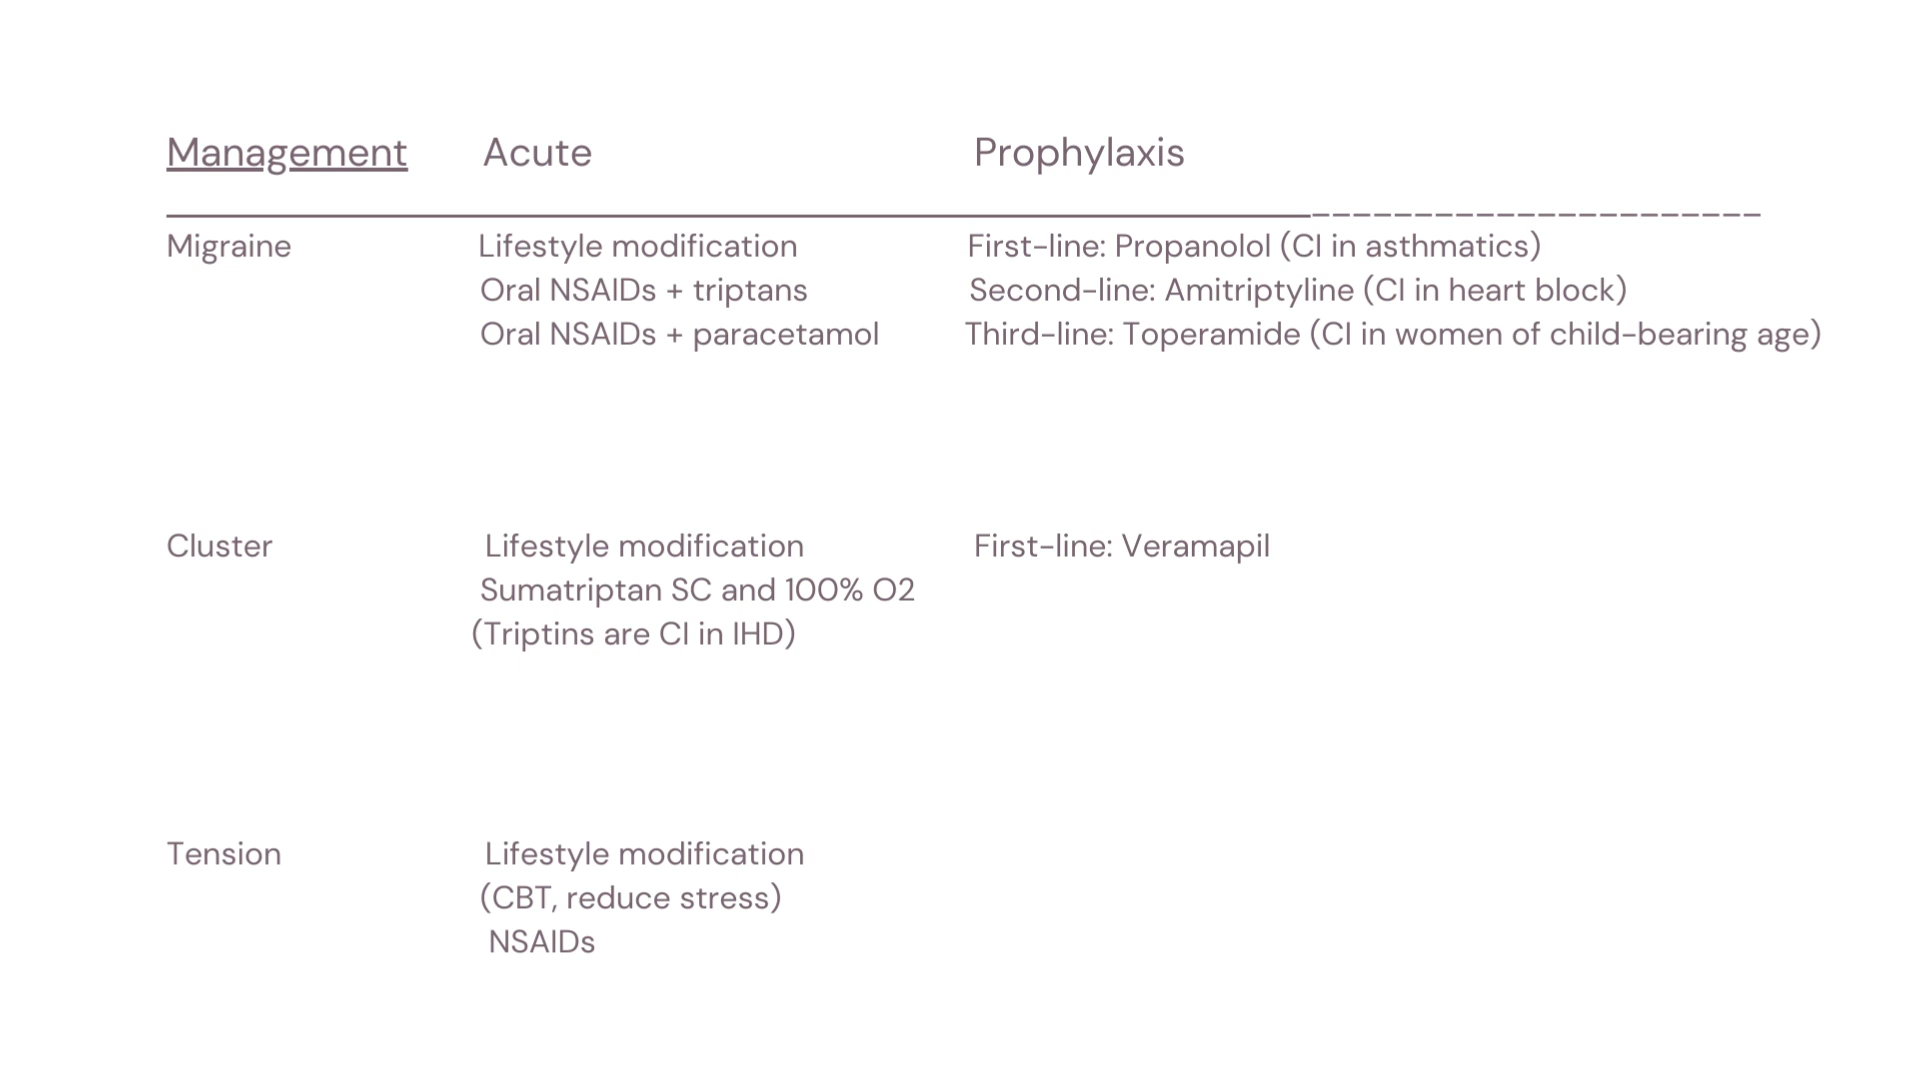 Management Acute Prophylaxis
Migraine Lifestyle modification First-line: Propanolol (CI in asthmatics)
Oral NSAIDs + triptans Second-line: Amitriptyline (CI in heart block)
Oral NSAIDs + paracetamol Third-line: Toperamide (CI in women of child-bearing age)
Cluster Lifestyle modification First-line: Veramapil
Sumatriptan SC and 100% O2
(Triptins are CI in IHD)
Tension Lifestyle modification
(CBT, reduce stress)
NSAIDs